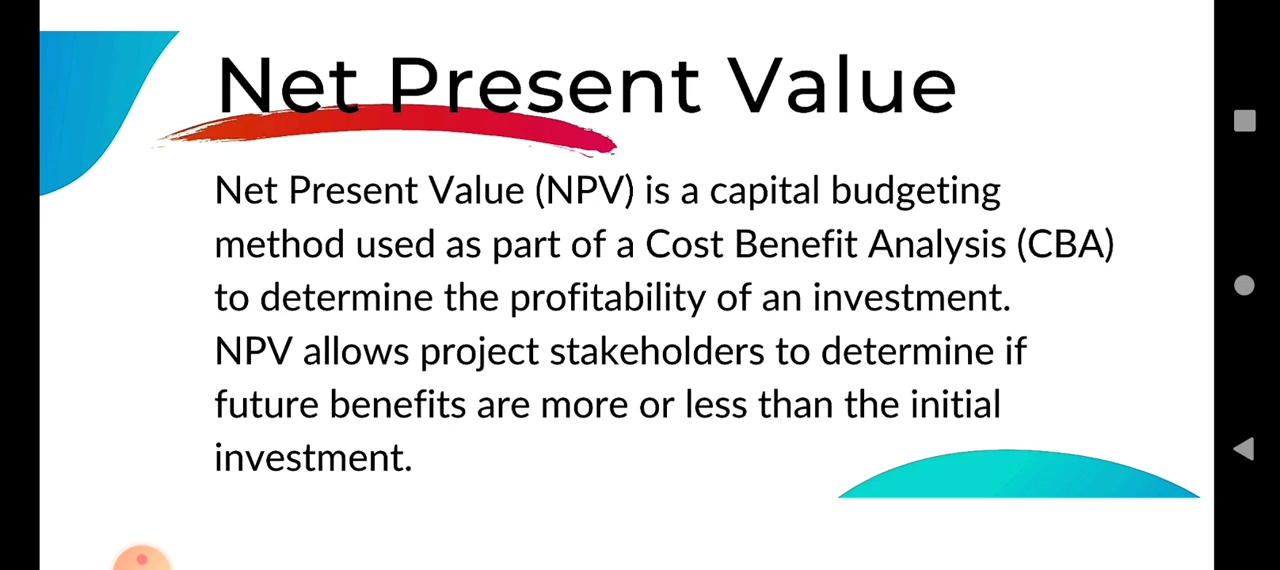 Net Present Value
Net Present Value (NPV) is a capital budgeting
method used as part of a Cost Benefit Analysis (CBA)
to determine the profitability of an investment.
NPV allows project stakeholders to determine if
future benefits are more or less than the initial
investment.